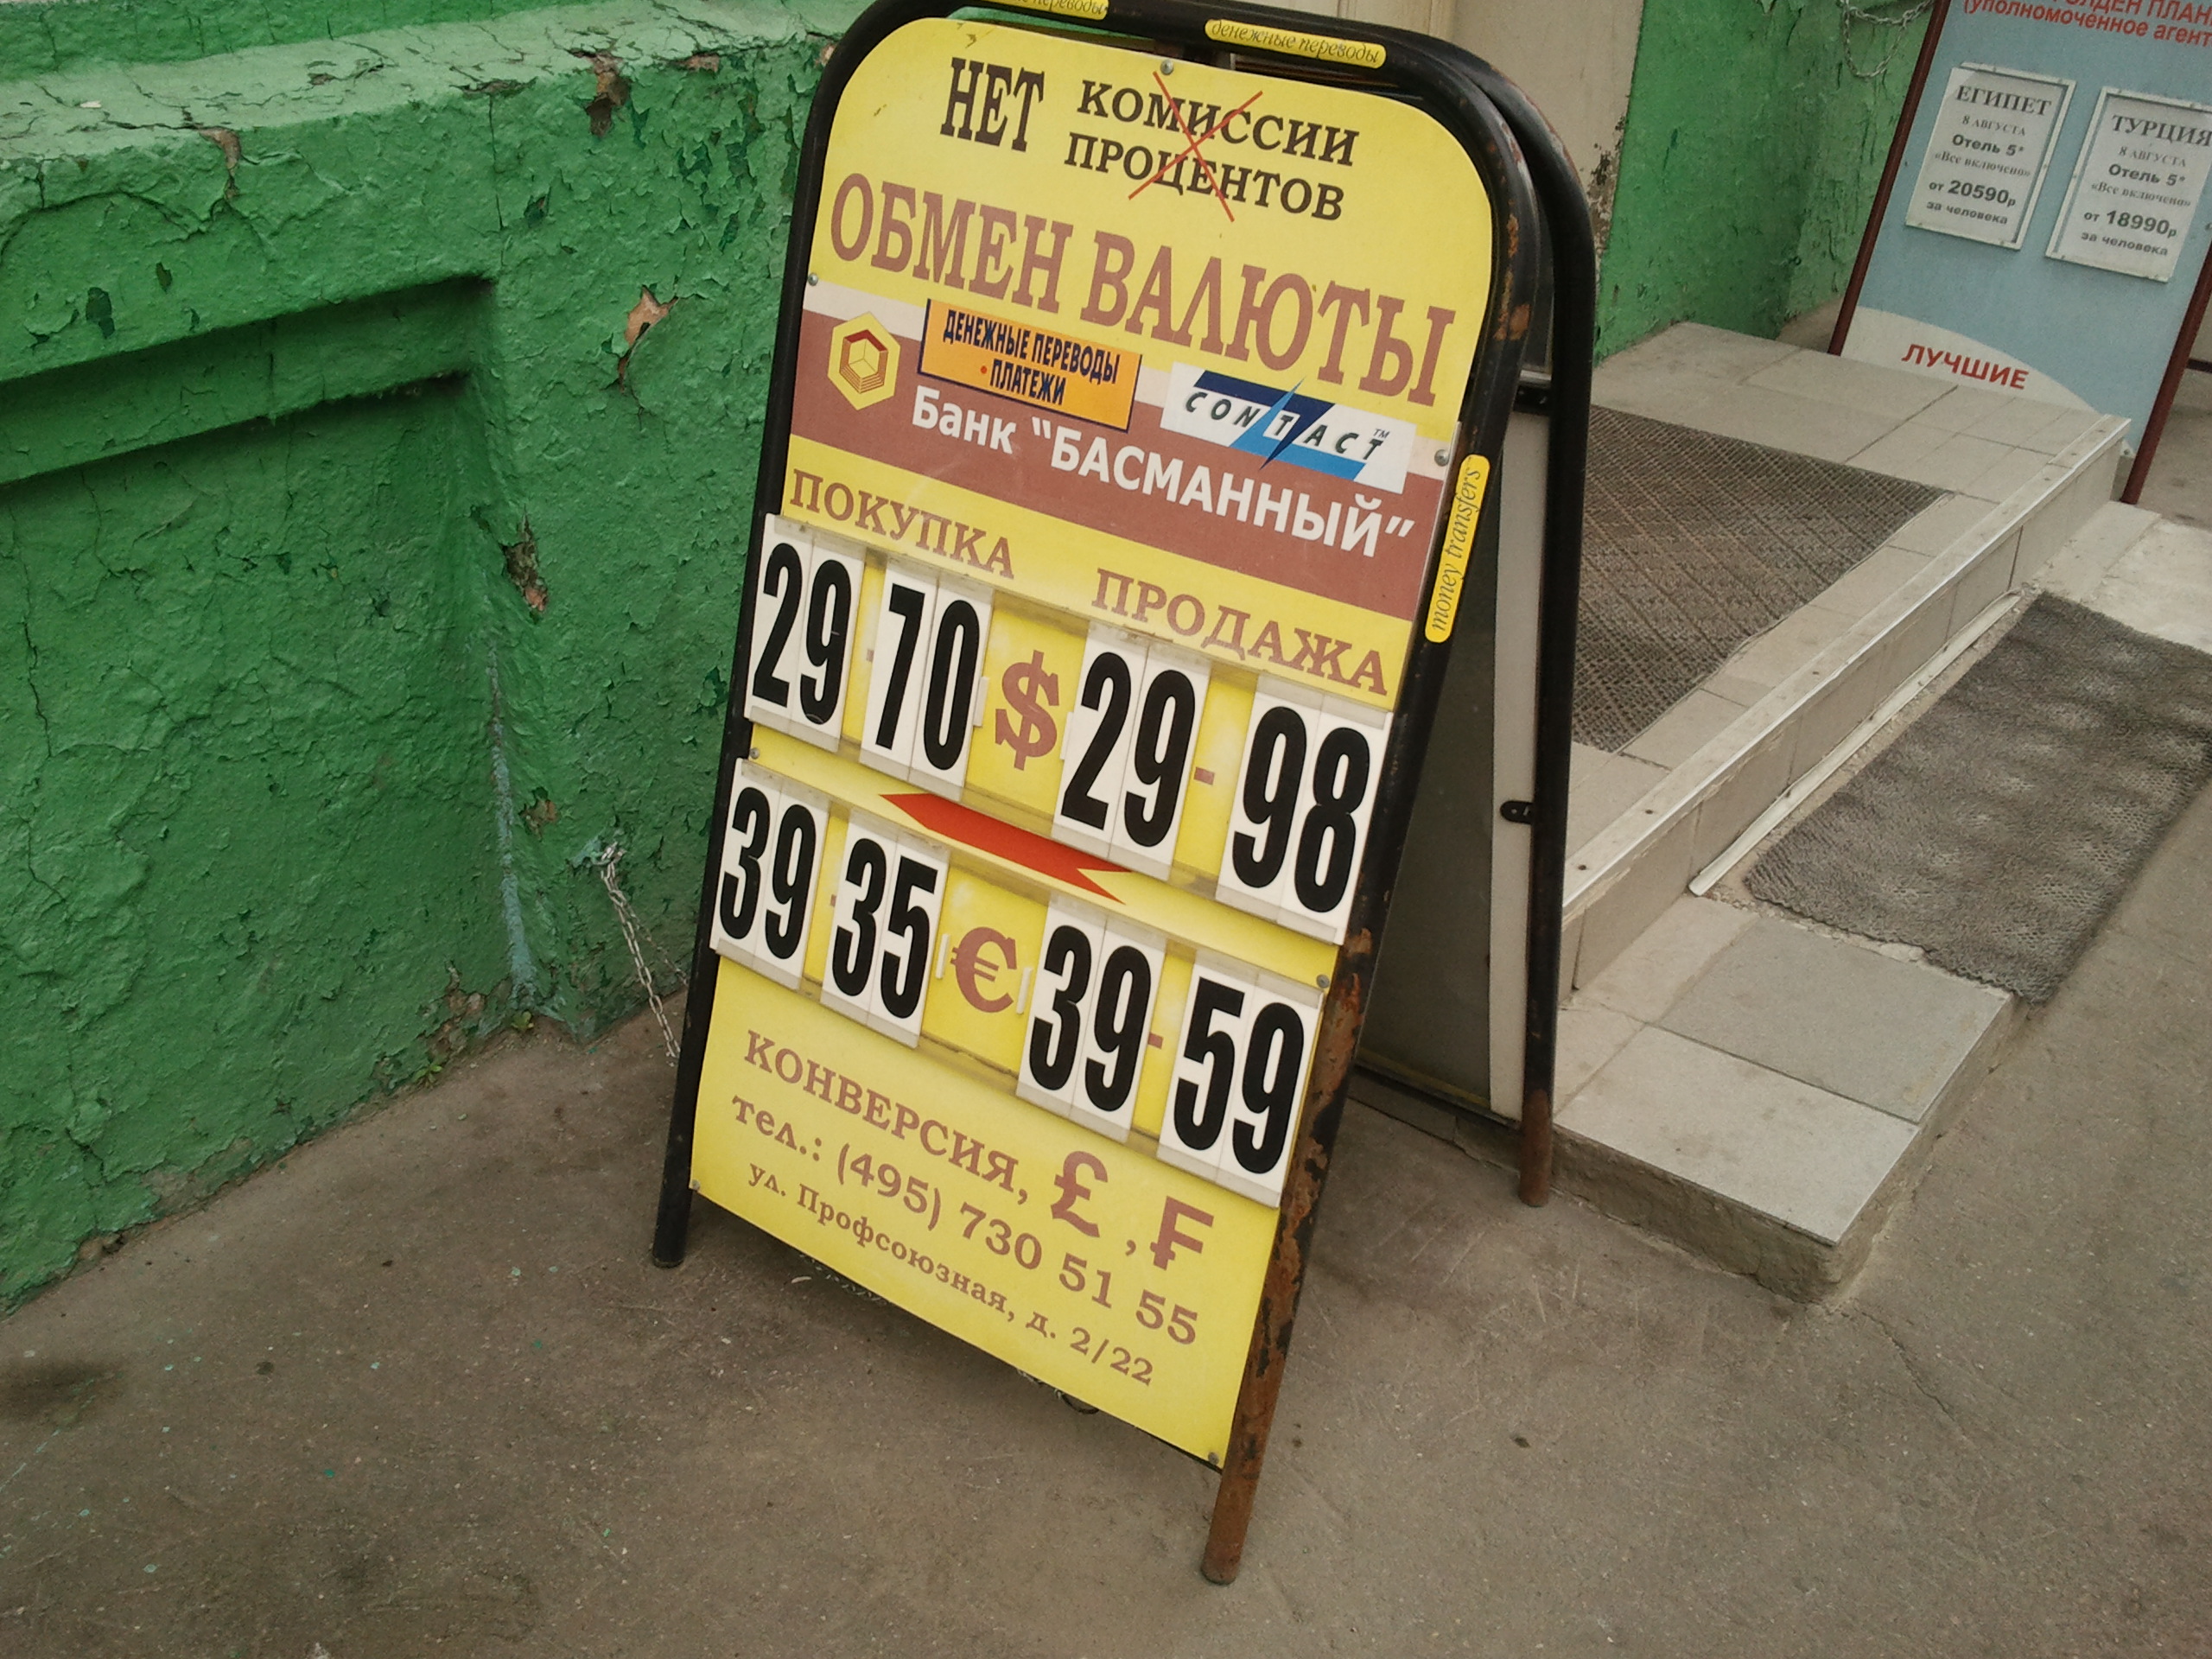 переводы
денежные переводы
НЕТ КОМИССИИ
ПРОЦЕНТОВ
ОБМЕН ВАЛЮТЫ
ДЕНЕЖНЫЕ ПЕРЕВОДЫ
• ПЛАТЕЖИ
CONTACT™
Банк "БАСМАННЫЙ"
money transfers
ПОКУПКА ПРОДАЖА
29-70 $ 29-98
39-35 € 39-59
КОНВЕРСИЯ, £, ₣
тел.: (495) 730 51 55
ул. Профсоюзная, д. 2/22
ПЛАН
(уполномоченное агент
ЕГИПЕТ
8 АВГУСТА
Отель 5*
«Все включено»
от 20590р
за человека
ТУРЦИЯ
8 АВГУСТА
Отель 5*
«Все включено»
от 18990р
за человека
ЛУЧШИЕ